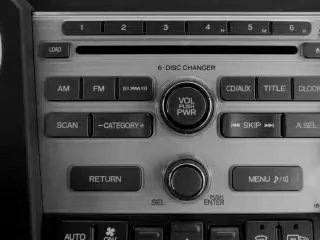 1 2 3 4 5 6
LOAD
6-DISC CHANGER
AM FM VOL PUSH PWR CD/AUX TITLE CLOCK
SCAN −CATEGORY+ |◀◀ SKIP ▶▶| A.SEL
RETURN MENU
SEL PUSH ENTER
AUTO